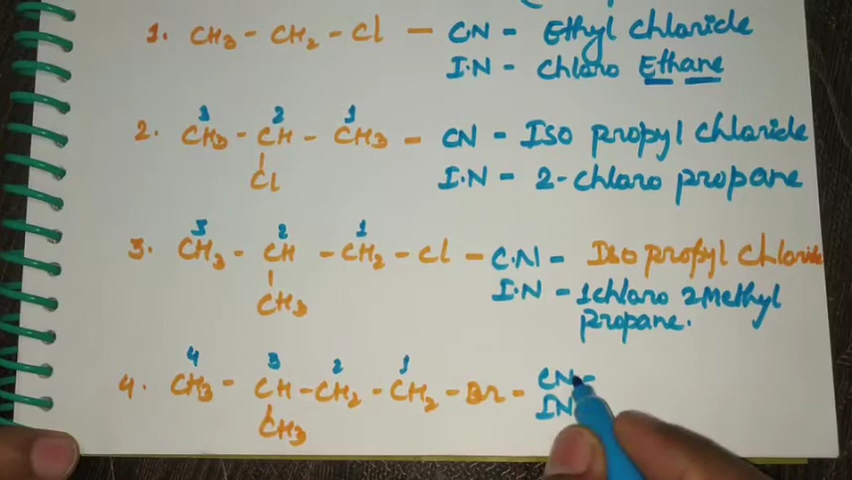 1. CH3 - CH2 - Cl - CN - Ethyl chloride
I.N - chloro Ethane
3 2 1
2. CH3 - CH - CH3 - CN - Iso propyl chloride
Cl I.N - 2-chloro propane
3 2 1
3. CH3 - CH - CH2 - Cl - C.N - Iso propyl chloride
CH3 I.N - 1chloro 2Methyl
propane.
4 3 2 1
4. CH3 - CH - CH2 - CH2 - Br - CN -
CH3 IN